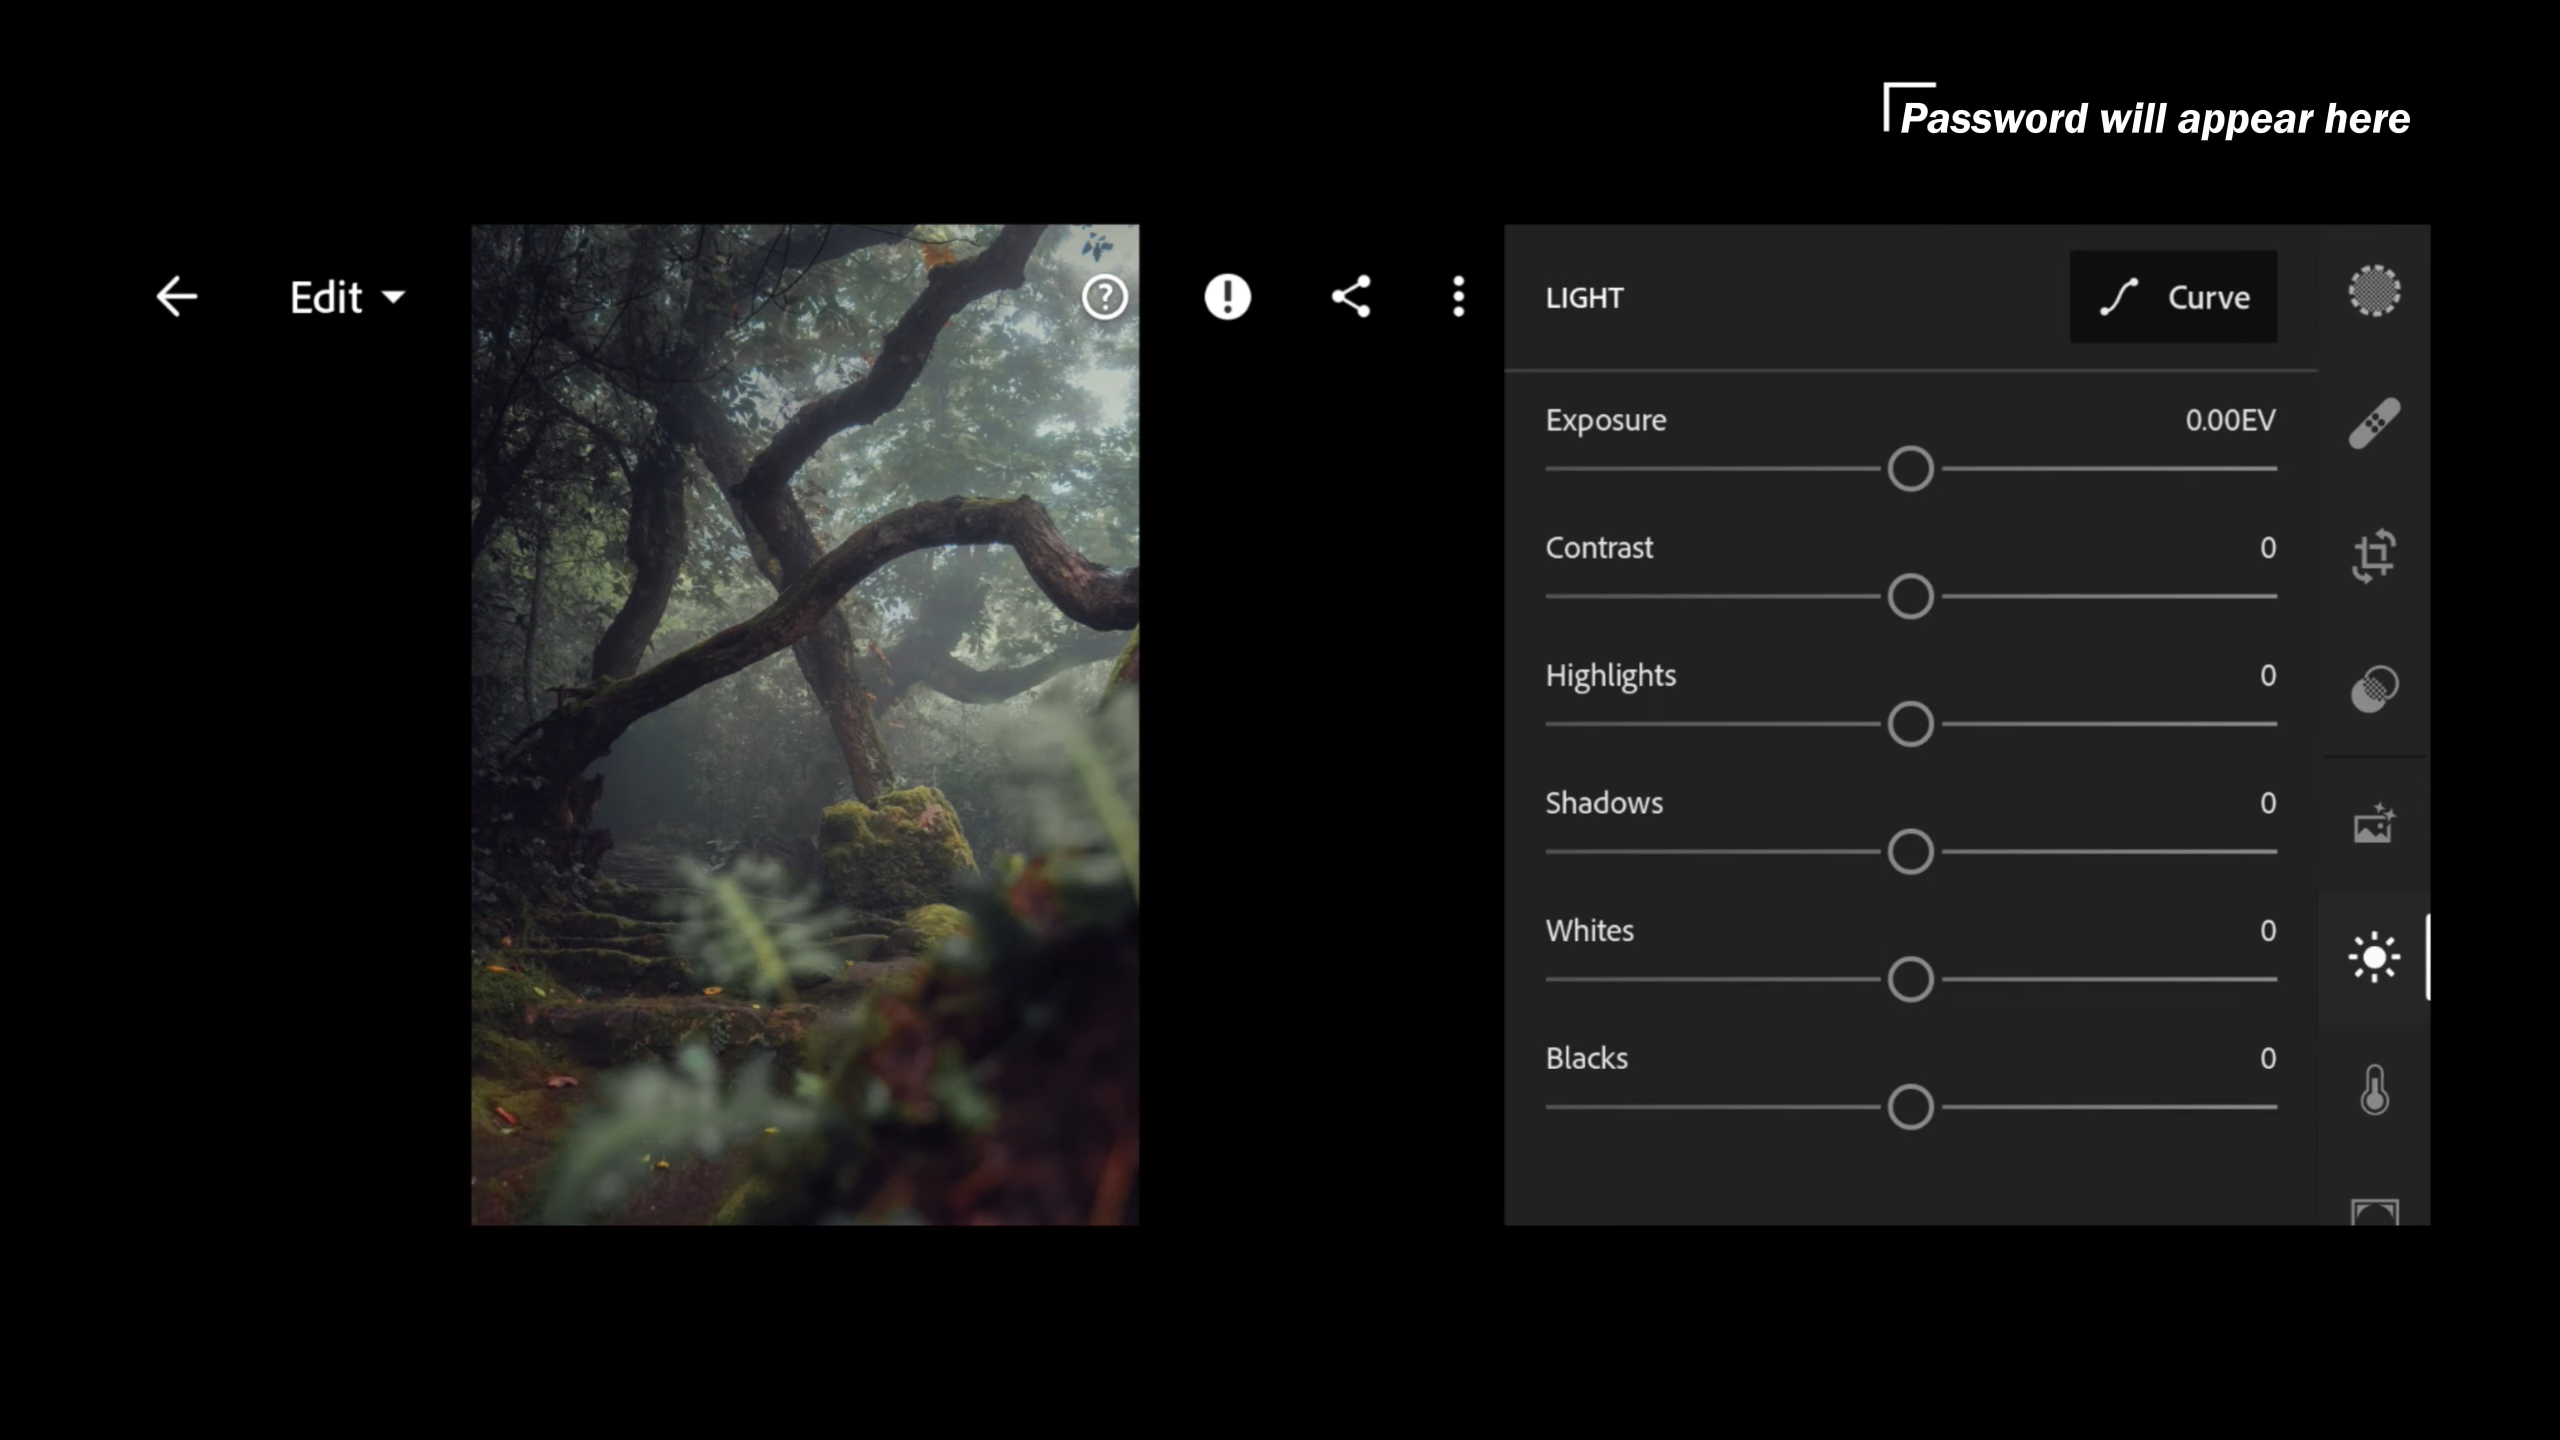 Password will appear here
Edit
LIGHT
Curve
Exposure 0.00EV
Contrast 0
Highlights 0
Shadows 0
Whites 0
Blacks 0